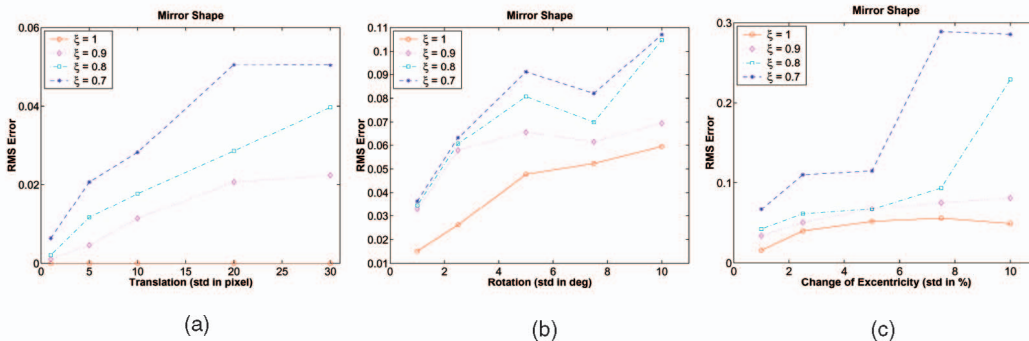 Mirror Shape
0.06
0.04
0.02
0
RMS Error
ξ = 1
ξ = 0.9
ξ = 0.8
ξ = 0.7
0 5 10 15 20 25 30
Translation (std in pixel)
(a)
Mirror Shape
0.11
0.1
0.09
0.08
0.07
0.06
0.05
0.04
0.03
0.02
0.01
RMS Error
ξ = 1
ξ = 0.9
ξ = 0.8
ξ = 0.7
0 2 4 6 8 10
Rotation (std in deg)
(b)
Mirror Shape
0.3
0.2
0.1
0
RMS Error
ξ = 1
ξ = 0.9
ξ = 0.8
ξ = 0.7
0 2 4 6 8 10
Change of Excentricity (std in %)
(c)